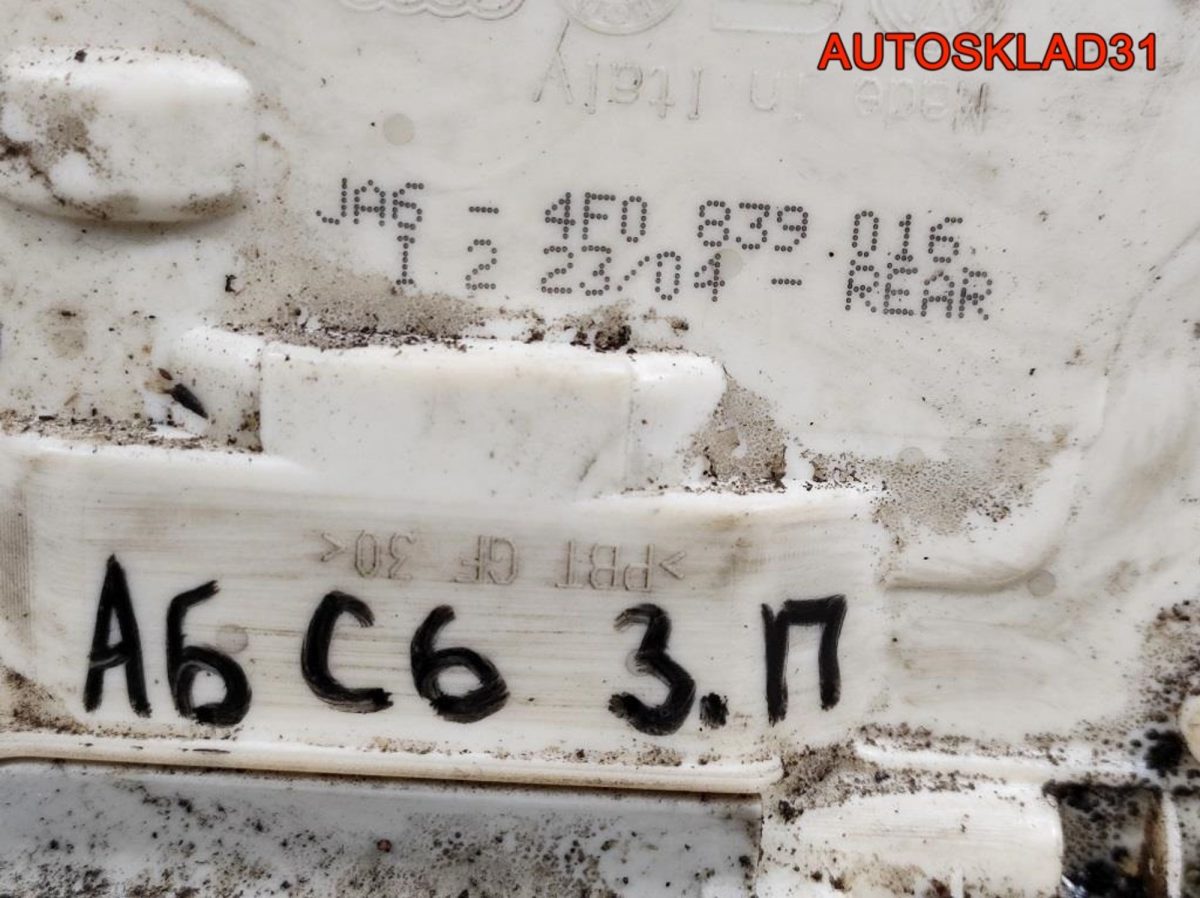 AUTOSKLAD31
Made in Italy
JA6 - 4F0 839 016
I 2 23/04 - REAR
>PBT GF 30<
А6 С6 З.П